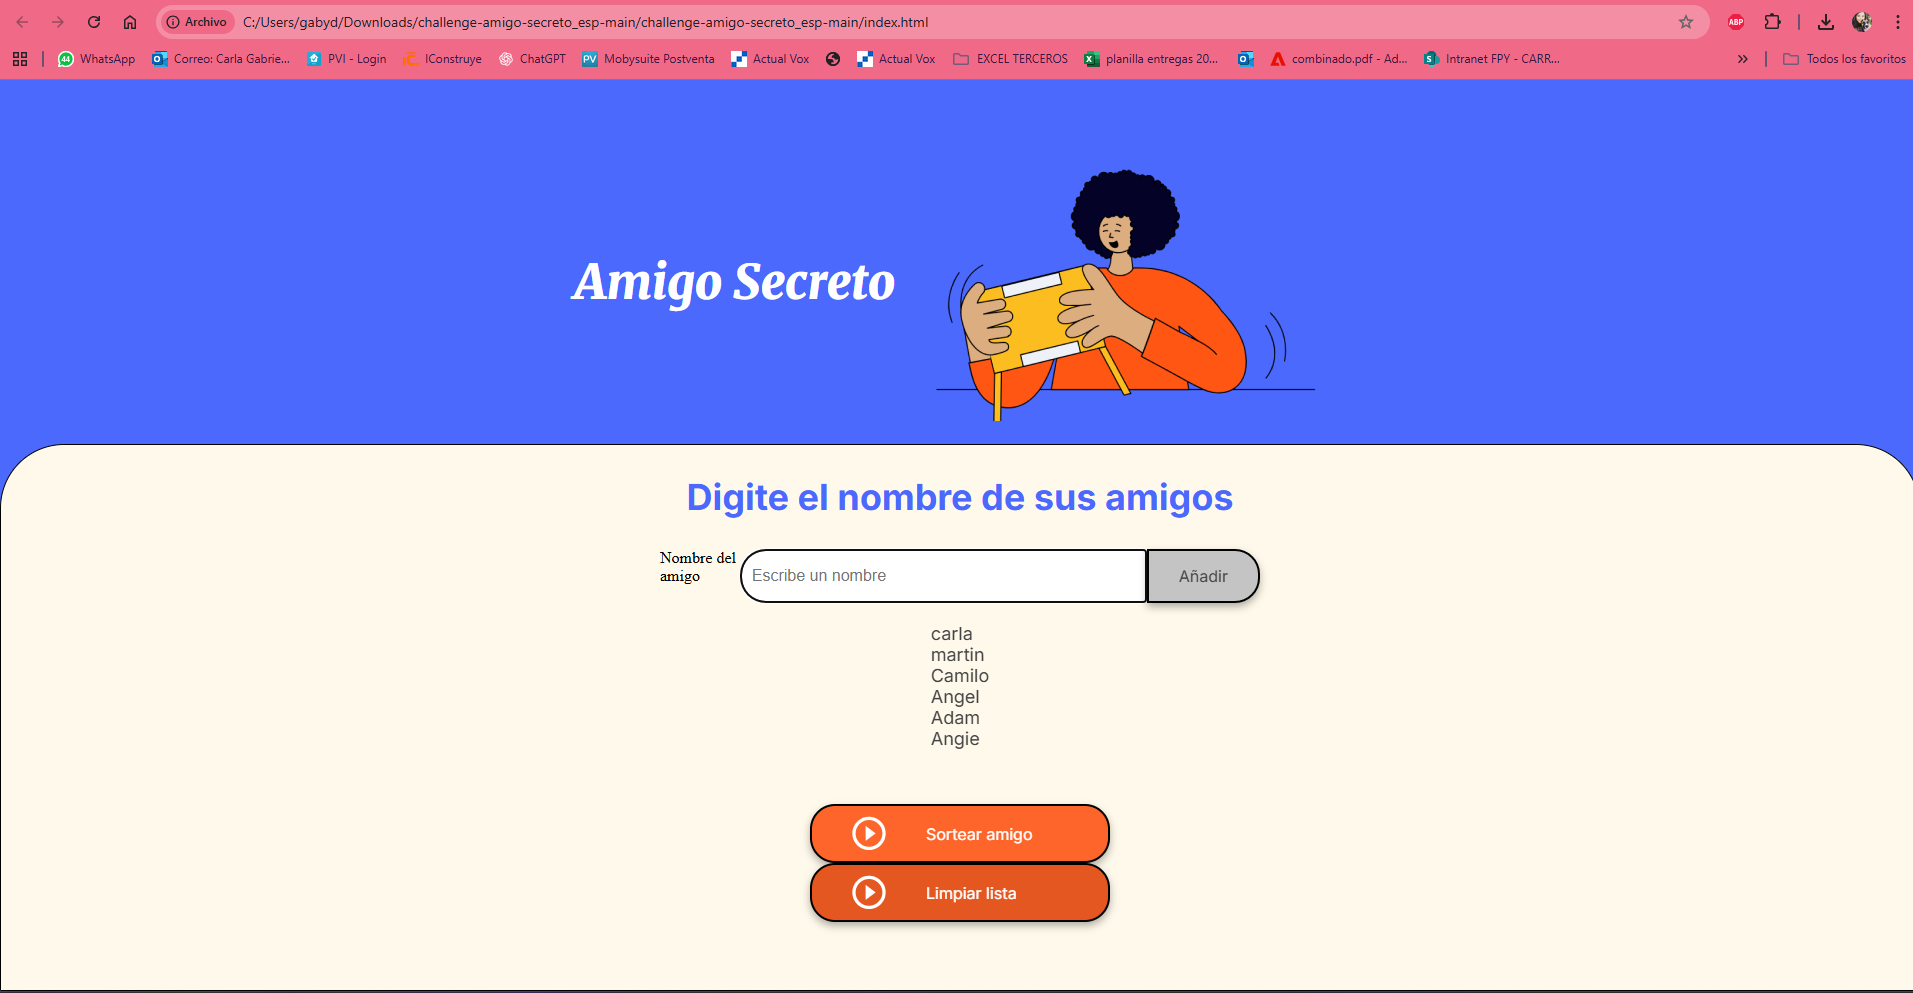 Archivo C:/Users/gabyd/Downloads/challenge-amigo-secreto_esp-main/challenge-amigo-secreto_esp-main/index.html ABP
44 WhatsApp Correo: Carla Gabrie... PVI - Login IConstruye ChatGPT PV Mobysuite Postventa Actual Vox Actual Vox EXCEL TERCEROS planilla entregas 20... combinado.pdf - Ad... Intranet FPY - CARR... » Todos los favoritos
Amigo Secreto
Digite el nombre de sus amigos
Nombre del
amigo
Escribe un nombre
Añadir
carla
martin
Camilo
Angel
Adam
Angie
Sortear amigo
Limpiar lista